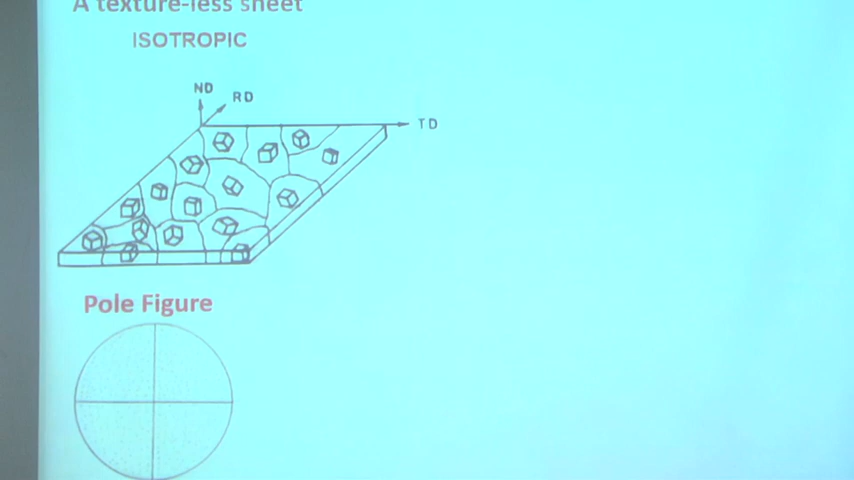 A texture-less sheet
ISOTROPIC
ND
RD
TD
Pole Figure